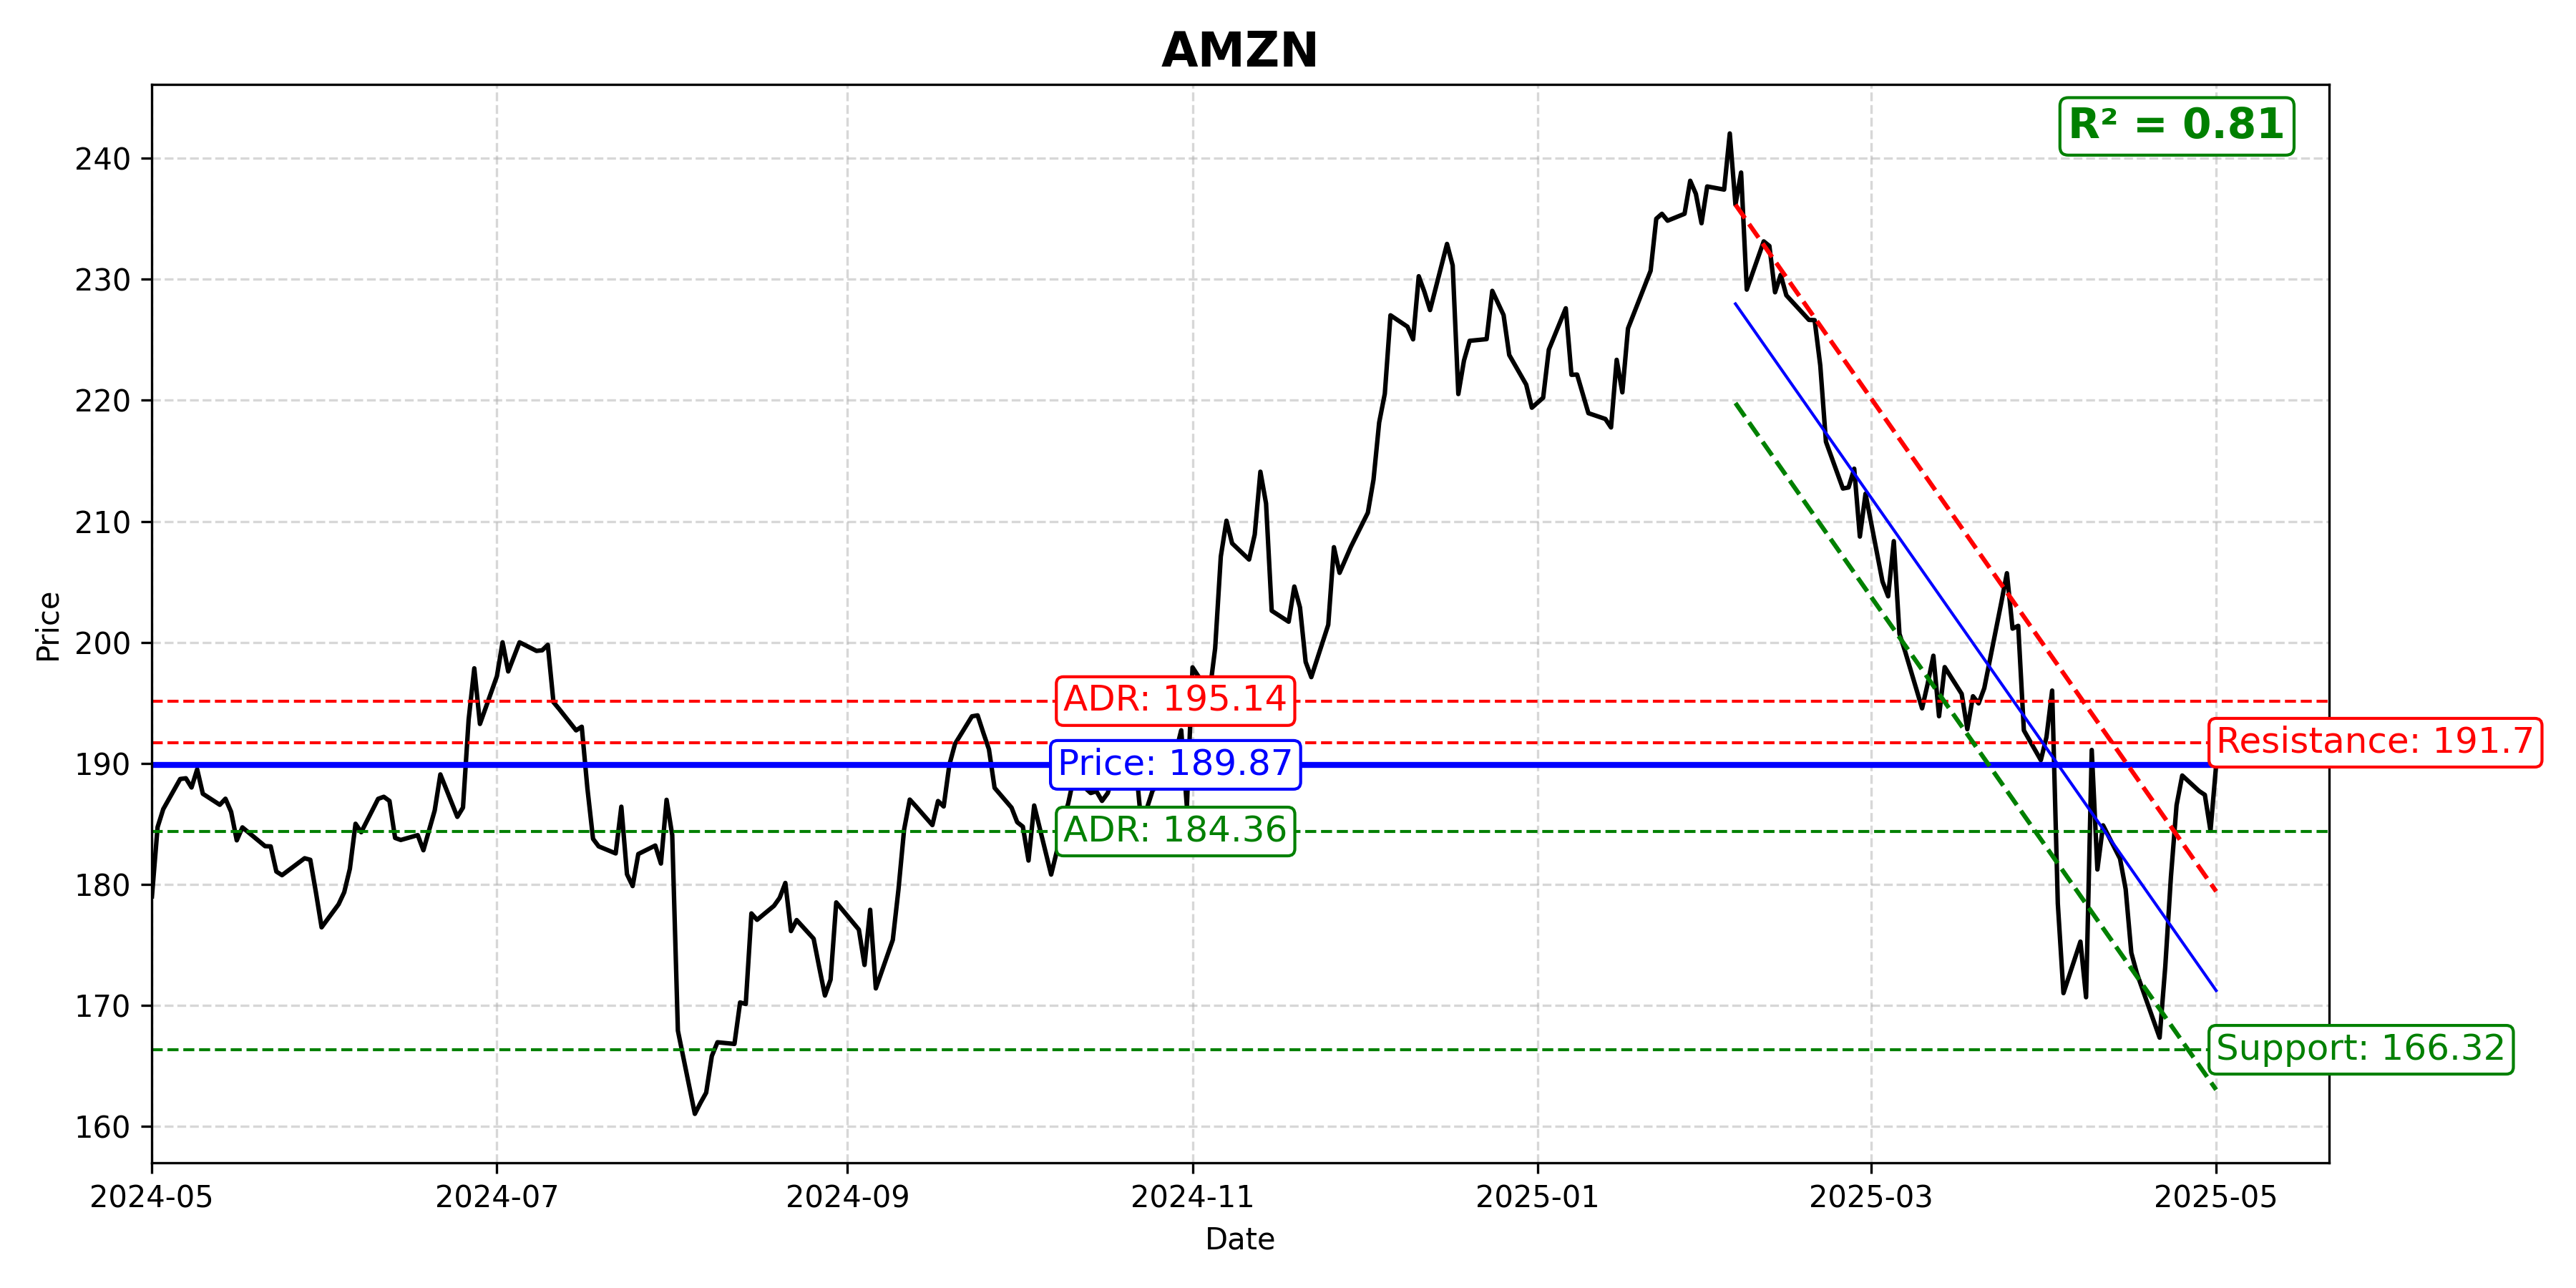 AMZN
R² = 0.81
240
230
220
210
200
190
180
170
160
Price
ADR: 195.14
Resistance: 191.7
Price: 189.87
ADR: 184.36
Support: 166.32
2024-05
2024-07
2024-09
2024-11
2025-01
2025-03
2025-05
Date